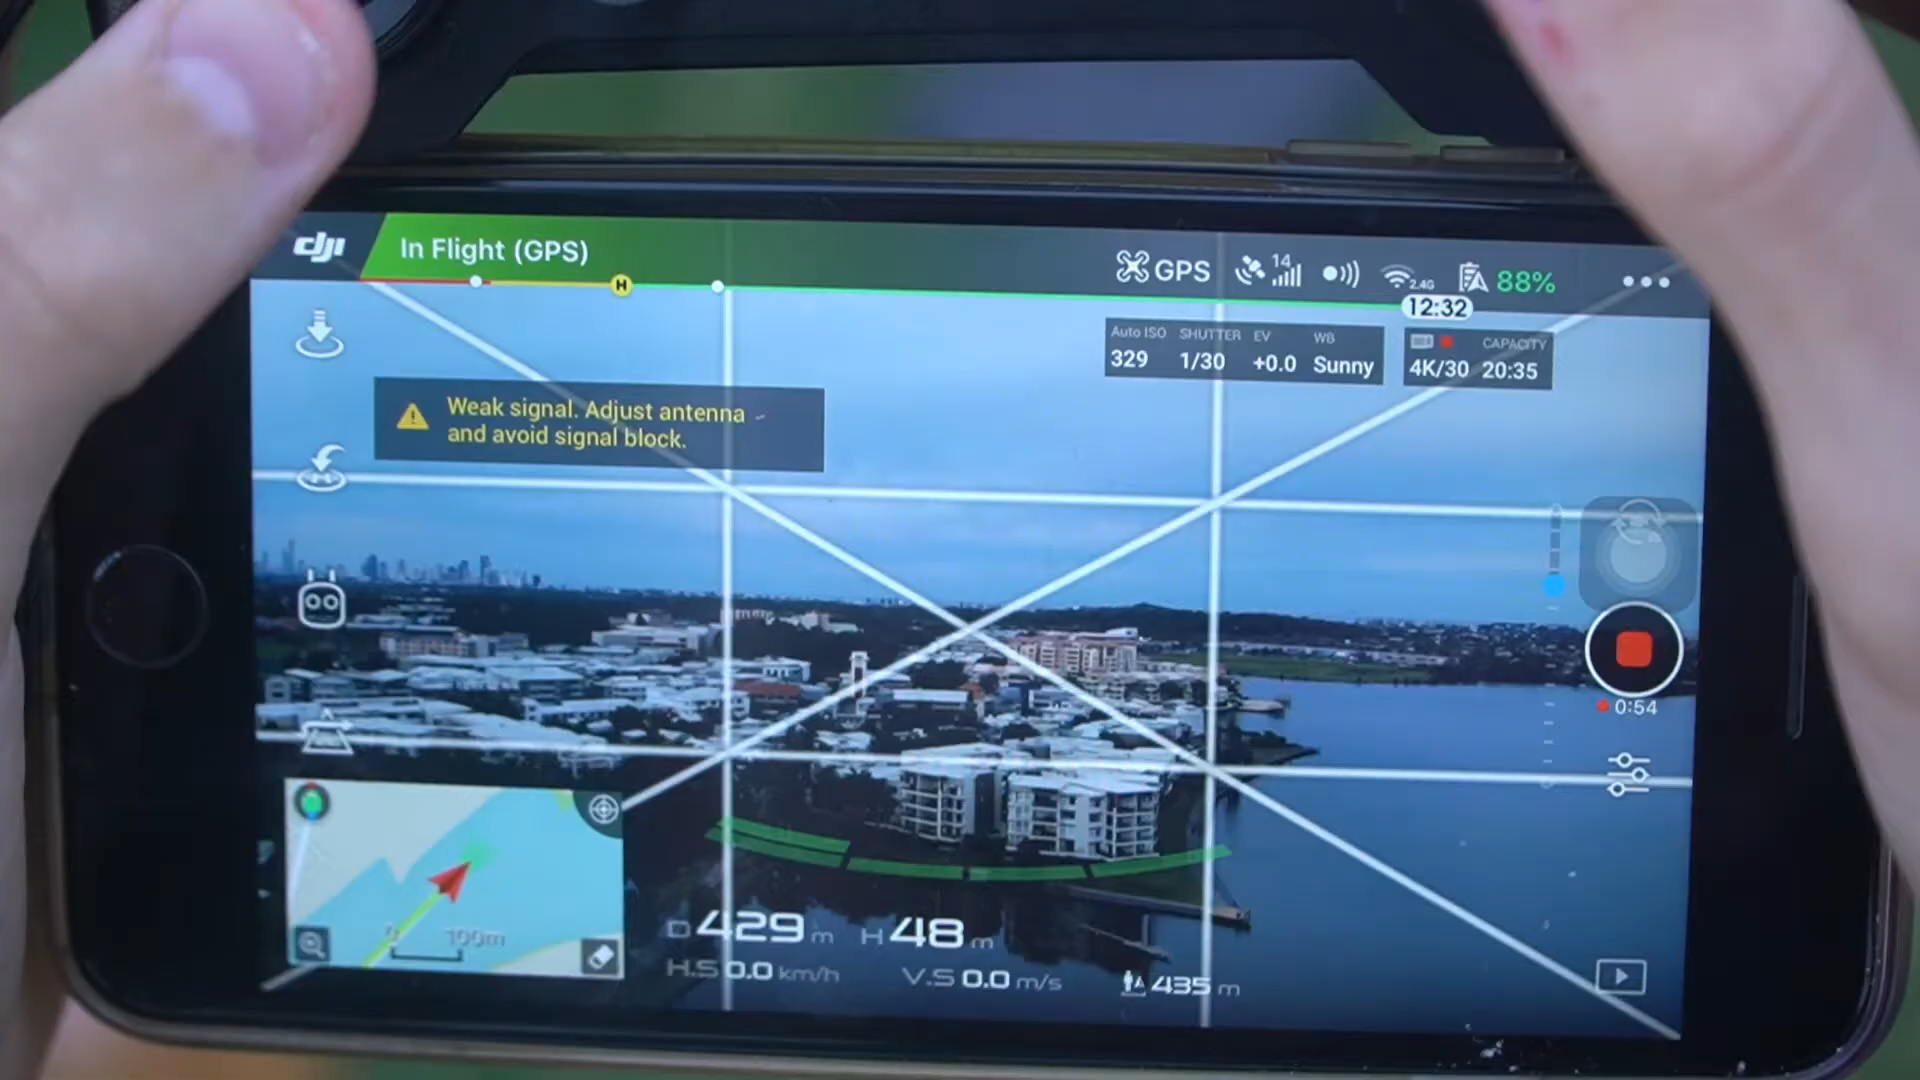 dji
In Flight (GPS)
GPS
14
2.4G
88%
12:32
H
Auto ISO SHUTTER EV WB
329 1/30 +0.0 Sunny
CAPACITY
4K/30 20:35
Weak signal. Adjust antenna
and avoid signal block.
0:54
0 100m
D 429 m H 48 m
H.S 0.0 km/h V.S 0.0 m/s 435 m